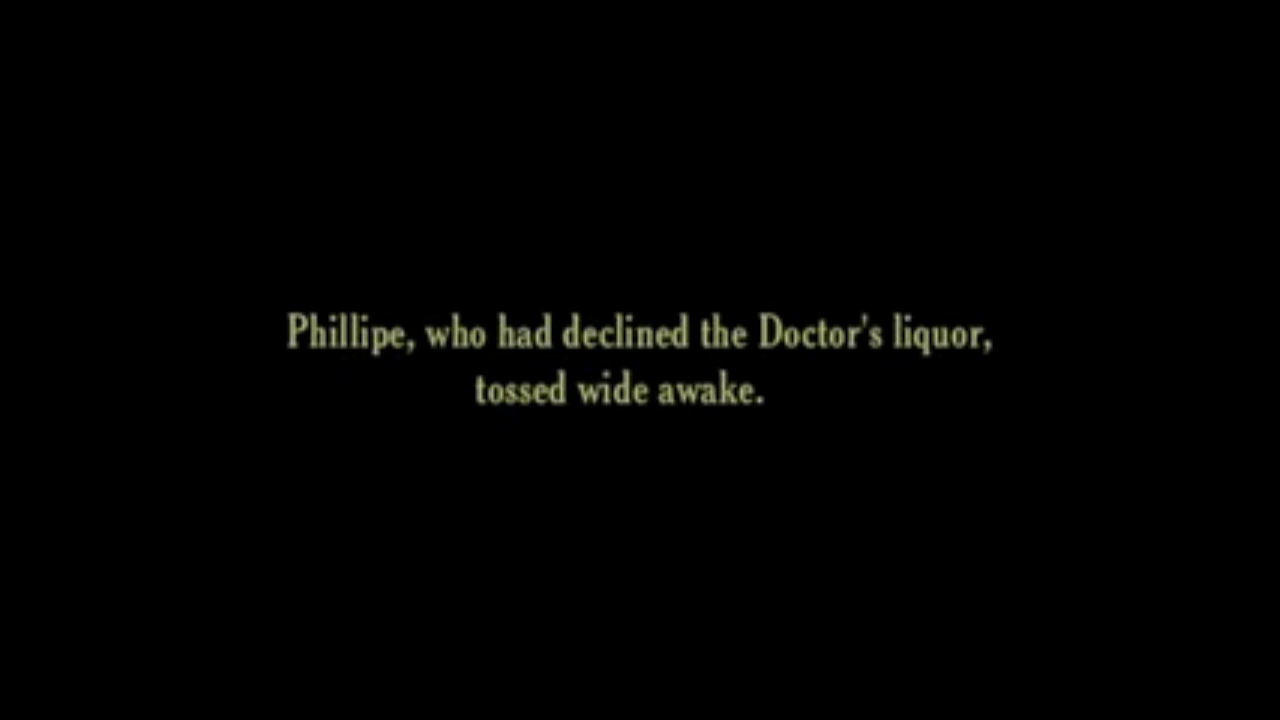 Phillipe, who had declined the Doctor's liquor,
tossed wide awake.